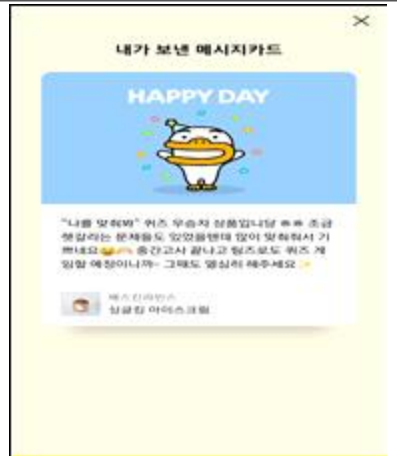 내가 보낸 메시지카드
HAPPY DAY
"나를 맞춰봐" 퀴즈 우승자 상품입니당 ㅎㅎ 조금
헷갈리는 문제들도 있었을텐데 많이 맞춰줘서 기
쁘네요😂🫶 중간고사 끝나고 팀즈로도 퀴즈 게
임할 예정이니까~ 그때도 열심히 해주세요✨
배스킨라빈스
싱글킹 아이스크림